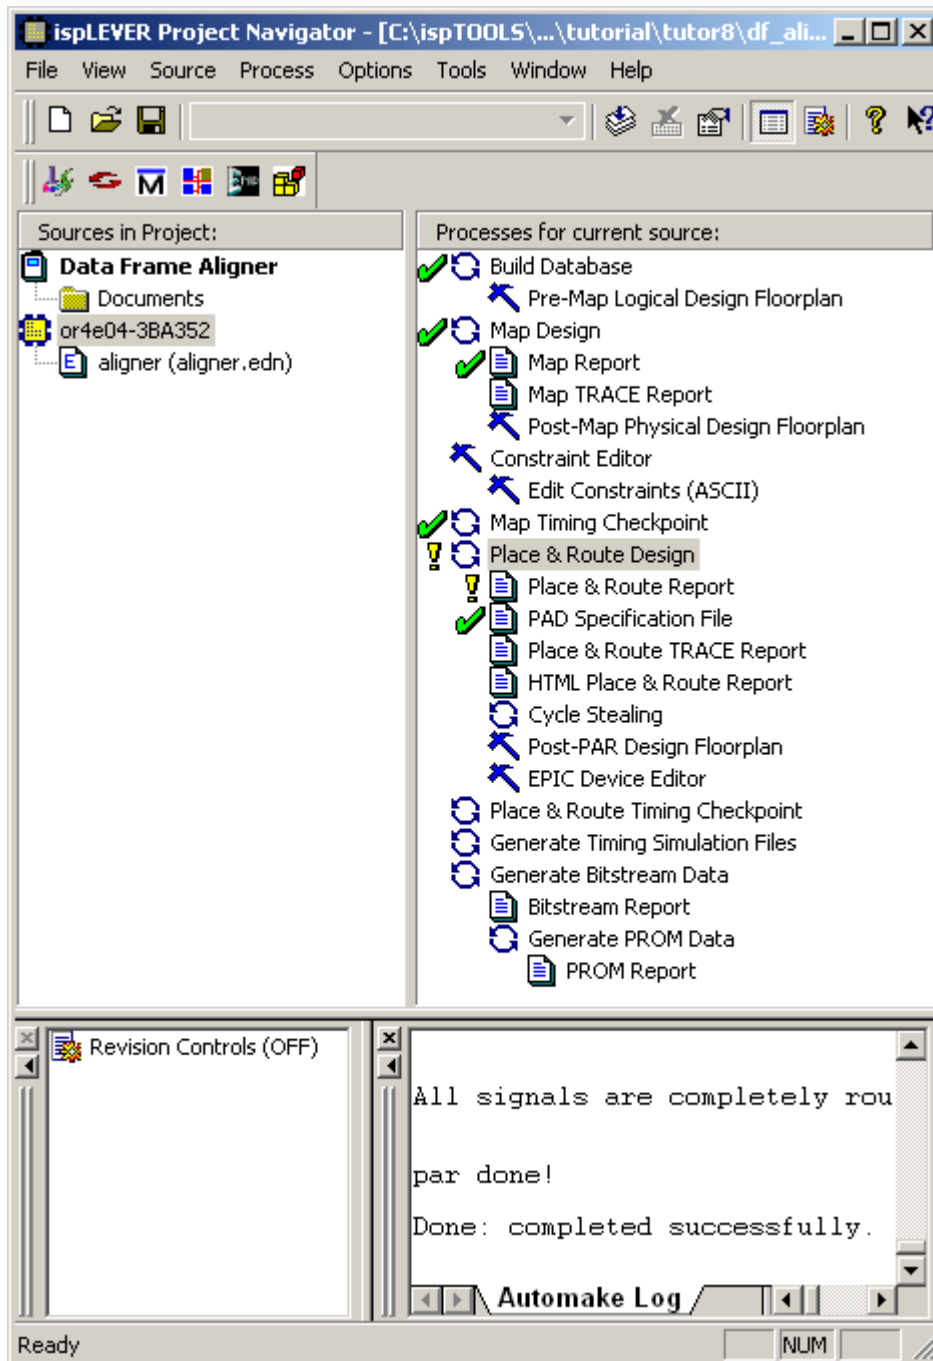 ispLEVER Project Navigator - [C:\ispTOOLS\...\tutorial\tutor8\df_ali...
File View Source Process Options Tools Window Help
Sources in Project:
Data Frame Aligner
Documents
or4e04-3BA352
aligner (aligner.edn)
Processes for current source:
Build Database
Pre-Map Logical Design Floorplan
Map Design
Map Report
Map TRACE Report
Post-Map Physical Design Floorplan
Constraint Editor
Edit Constraints (ASCII)
Map Timing Checkpoint
Place & Route Design
Place & Route Report
PAD Specification File
Place & Route TRACE Report
HTML Place & Route Report
Cycle Stealing
Post-PAR Design Floorplan
EPIC Device Editor
Place & Route Timing Checkpoint
Generate Timing Simulation Files
Generate Bitstream Data
Bitstream Report
Generate PROM Data
PROM Report
Revision Controls (OFF)
All signals are completely rou
par done!
Done: completed successfully.
Automake Log
Ready
NUM